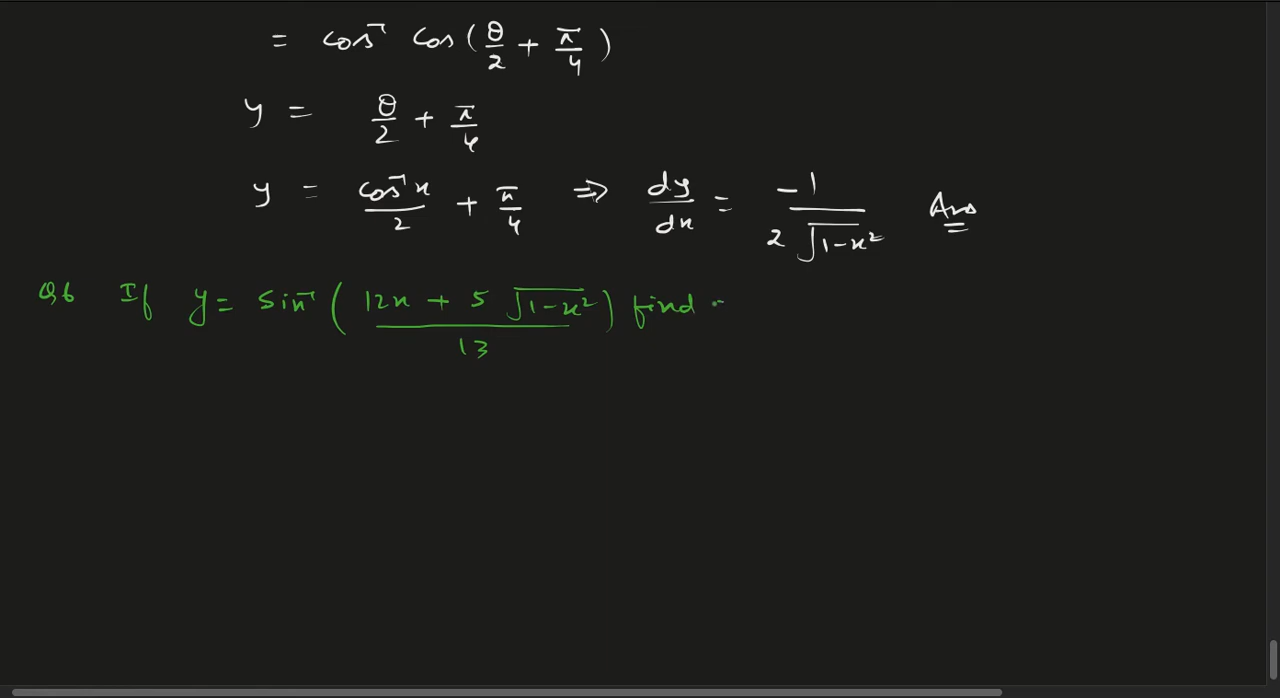 = cos⁻¹ cos(θ/2 + π/4)
y = θ/2 + π/4
y = cos⁻¹x/2 + π/4 ⇒ dy/dx = -1/(2√(1-x²)) Ans
Q6 If y = sin⁻¹((12x + 5√(1-x²))/13) find